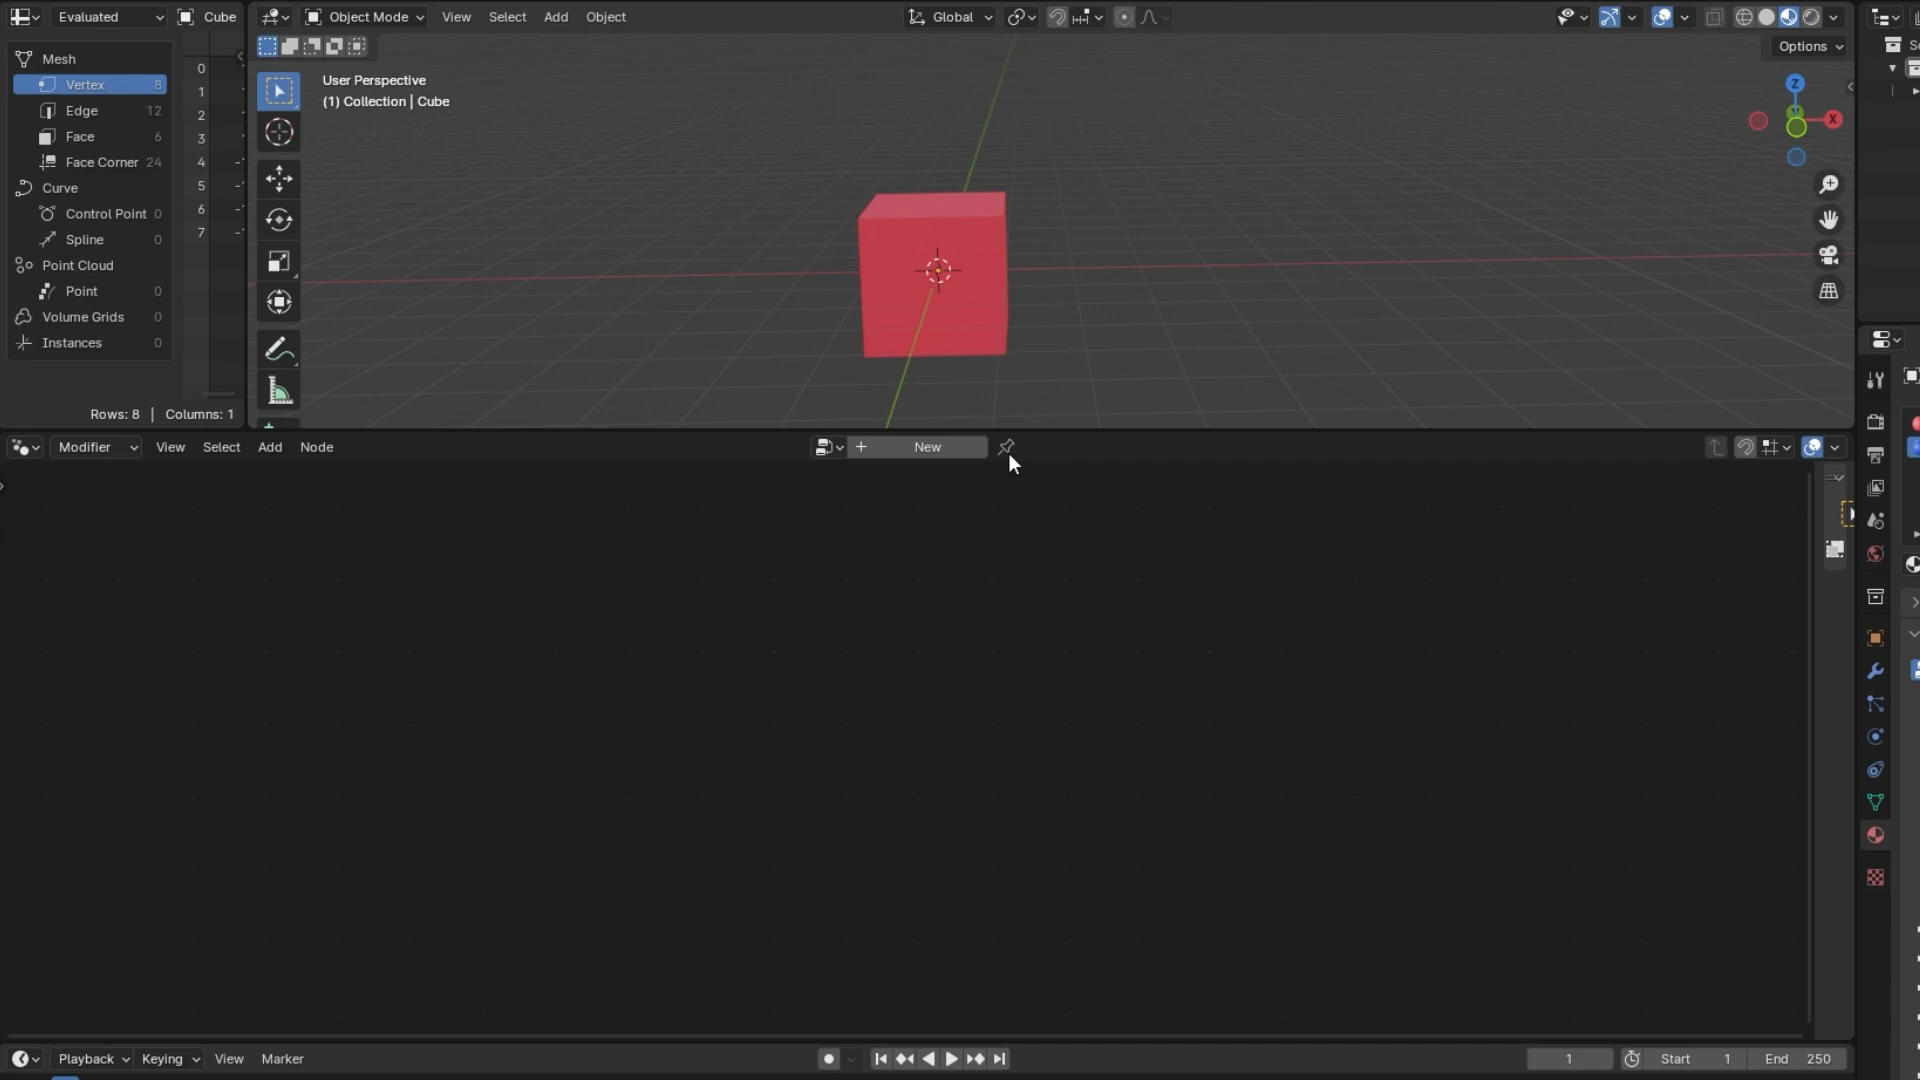 Evaluated Cube Object Mode View Select Add Object Global
Options
Mesh
Vertex 8
Edge 12
Face 6
Face Corner 24
Curve
Control Point 0
Spline 0
Point Cloud
Point 0
Volume Grids 0
Instances 0
0
1
2
3
4
5
6
7
Rows: 8 | Columns: 1
User Perspective
(1) Collection | Cube
Z
X
Modifier View Select Add Node + New
Playback Keying View Marker 1 Start 1 End 250